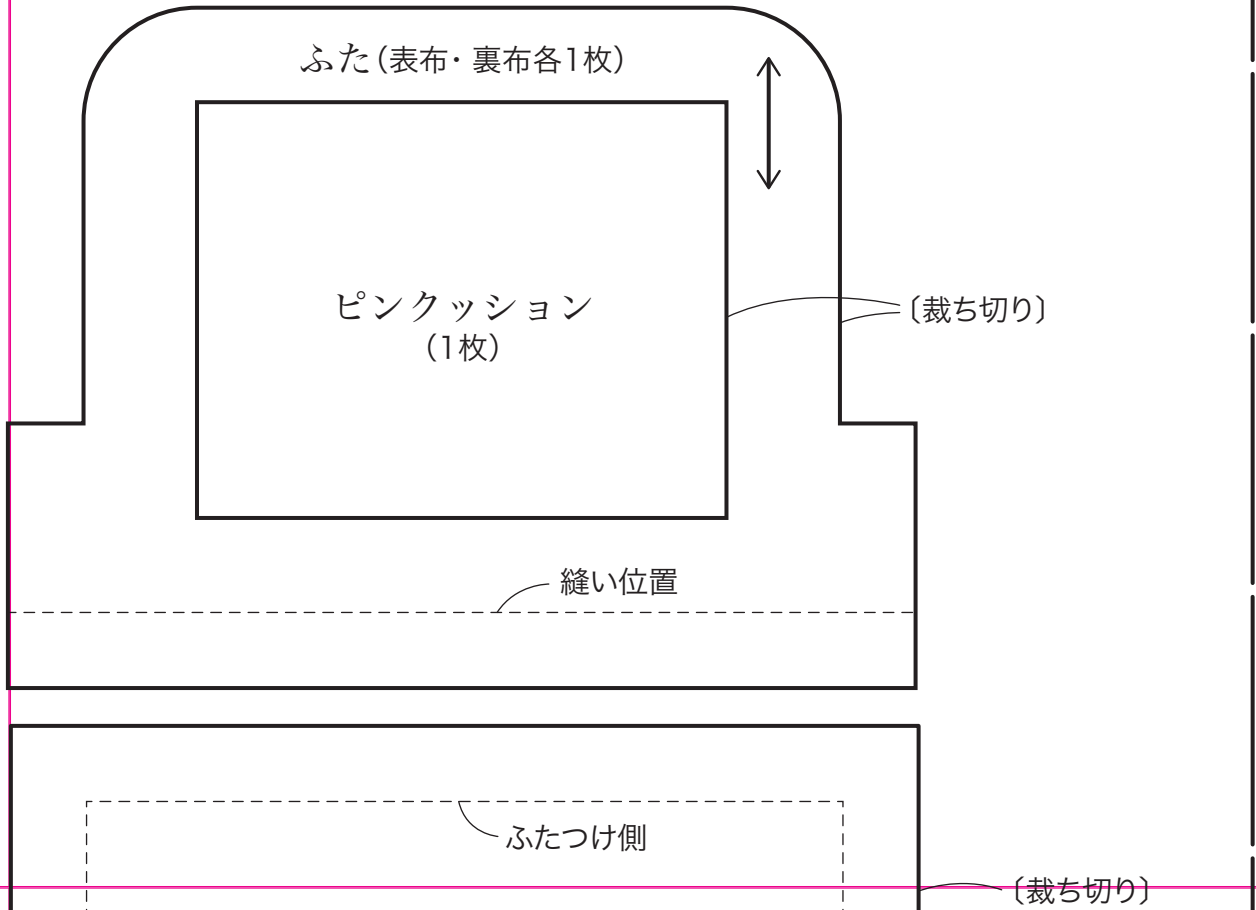 ふた(表布・裏布各1枚)
ピンクッション
(1枚)
〔裁ち切り〕
縫い位置
ふたつけ側
〔裁ち切り〕